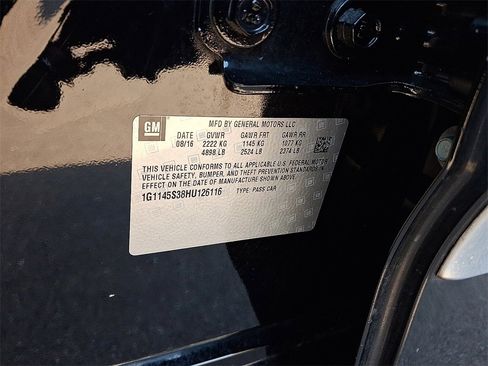 GM
MFD BY GENERAL MOTORS LLC
DATE GVWR GAWR FRT GAWR RR
08/16 2222 KG 1145 KG 1077 KG
4898 LB 2524 LB 2374 LB
THIS VEHICLE CONFORMS TO ALL APPLICABLE U.S. FEDERAL MOTOR
VEHICLE SAFETY, BUMPER, AND THEFT PREVENTION STANDARDS IN
EFFECT ON THE DATE OF MANUFACTURE SHOWN ABOVE.
1G1145S38HU126116 TYPE: PASS CAR